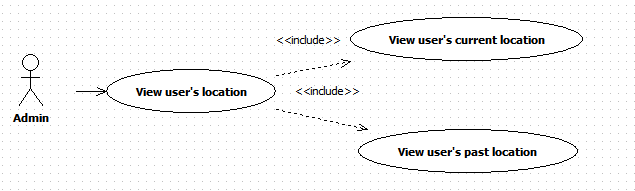 <<include>>
View user's current location
View user's location
<<include>>
Admin
View user's past location